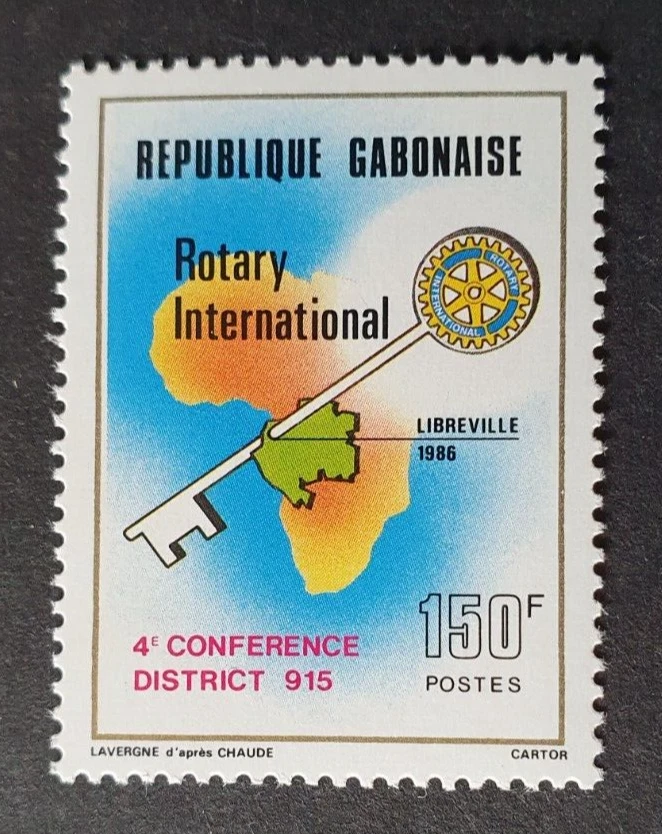 REPUBLIQUE GABONAISE
Rotary
International
ROTARY
INTERNATIONAL
LIBREVILLE
1986
150F
POSTES
4E CONFERENCE
DISTRICT 915
LAVERGNE d'après CHAUDE
CARTOR